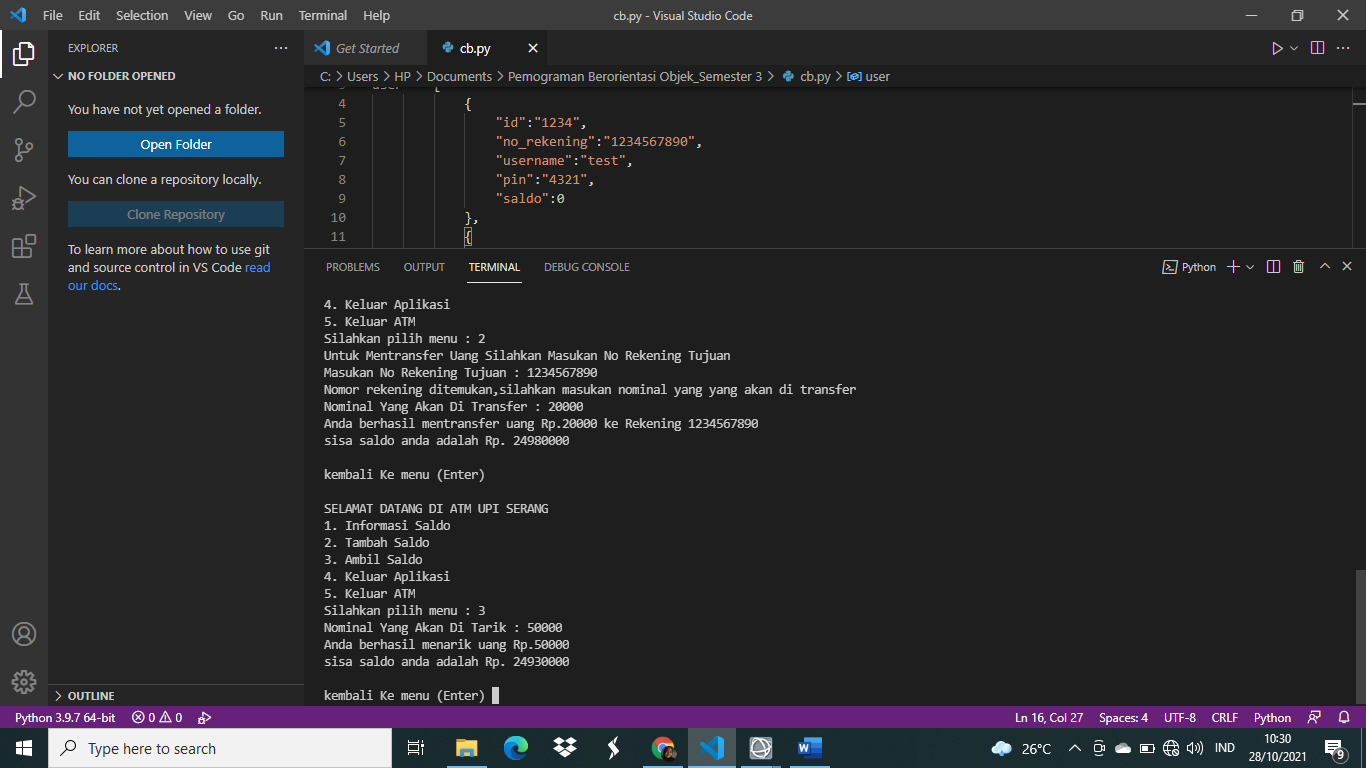 File Edit Selection View Go Run Terminal Help
cb.py - Visual Studio Code
EXPLORER
NO FOLDER OPENED
You have not yet opened a folder.
Open Folder
You can clone a repository locally.
Clone Repository
To learn more about how to use git
and source control in VS Code read
our docs.
OUTLINE
Get Started
cb.py
C: > Users > HP > Documents > Pemograman Berorientasi Objek_Semester 3 > cb.py > user
4 {
5 "id":"1234",
6 "no_rekening":"1234567890",
7 "username":"test",
8 "pin":"4321",
9 "saldo":0
10 },
11 {
PROBLEMS OUTPUT TERMINAL DEBUG CONSOLE
Python
4. Keluar Aplikasi
5. Keluar ATM
Silahkan pilih menu : 2
Untuk Mentransfer Uang Silahkan Masukan No Rekening Tujuan
Masukan No Rekening Tujuan : 1234567890
Nomor rekening ditemukan,silahkan masukan nominal yang yang akan di transfer
Nominal Yang Akan Di Transfer : 20000
Anda berhasil mentransfer uang Rp.20000 ke Rekening 1234567890
sisa saldo anda adalah Rp. 24980000
kembali Ke menu (Enter)
SELAMAT DATANG DI ATM UPI SERANG
1. Informasi Saldo
2. Tambah Saldo
3. Ambil Saldo
4. Keluar Aplikasi
5. Keluar ATM
Silahkan pilih menu : 3
Nominal Yang Akan Di Tarik : 50000
Anda berhasil menarik uang Rp.50000
sisa saldo anda adalah Rp. 24930000
kembali Ke menu (Enter)
Python 3.9.7 64-bit 0 0
Ln 16, Col 27 Spaces: 4 UTF-8 CRLF Python
Type here to search
26°C
IND
10:30
28/10/2021
9